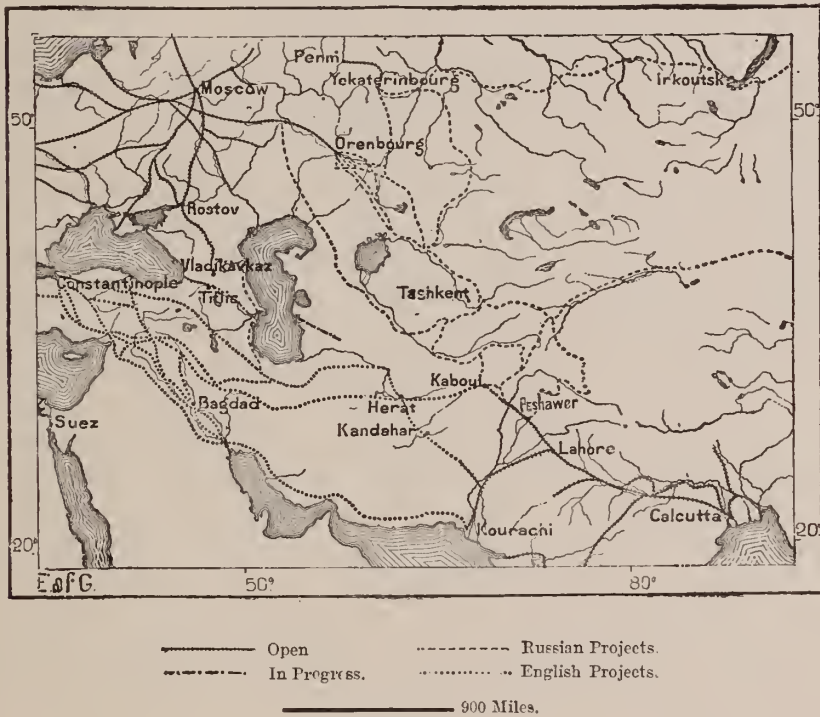 Perm
Yekaterinbourg
Irkoutsk
Moscow
50°
50°
Orenbourg
Rostov
Vladikavkaz
Constantinople
Tiflis
Tashkent
Kaboul
Bagdad
Herat
Peshawer
Suez
Kandahar
Lahore
Calcutta
20°
Kourachi
20°
E. of G.
50°
80°
Open
Russian Projects.
In Progress.
English Projects.
900 Miles.